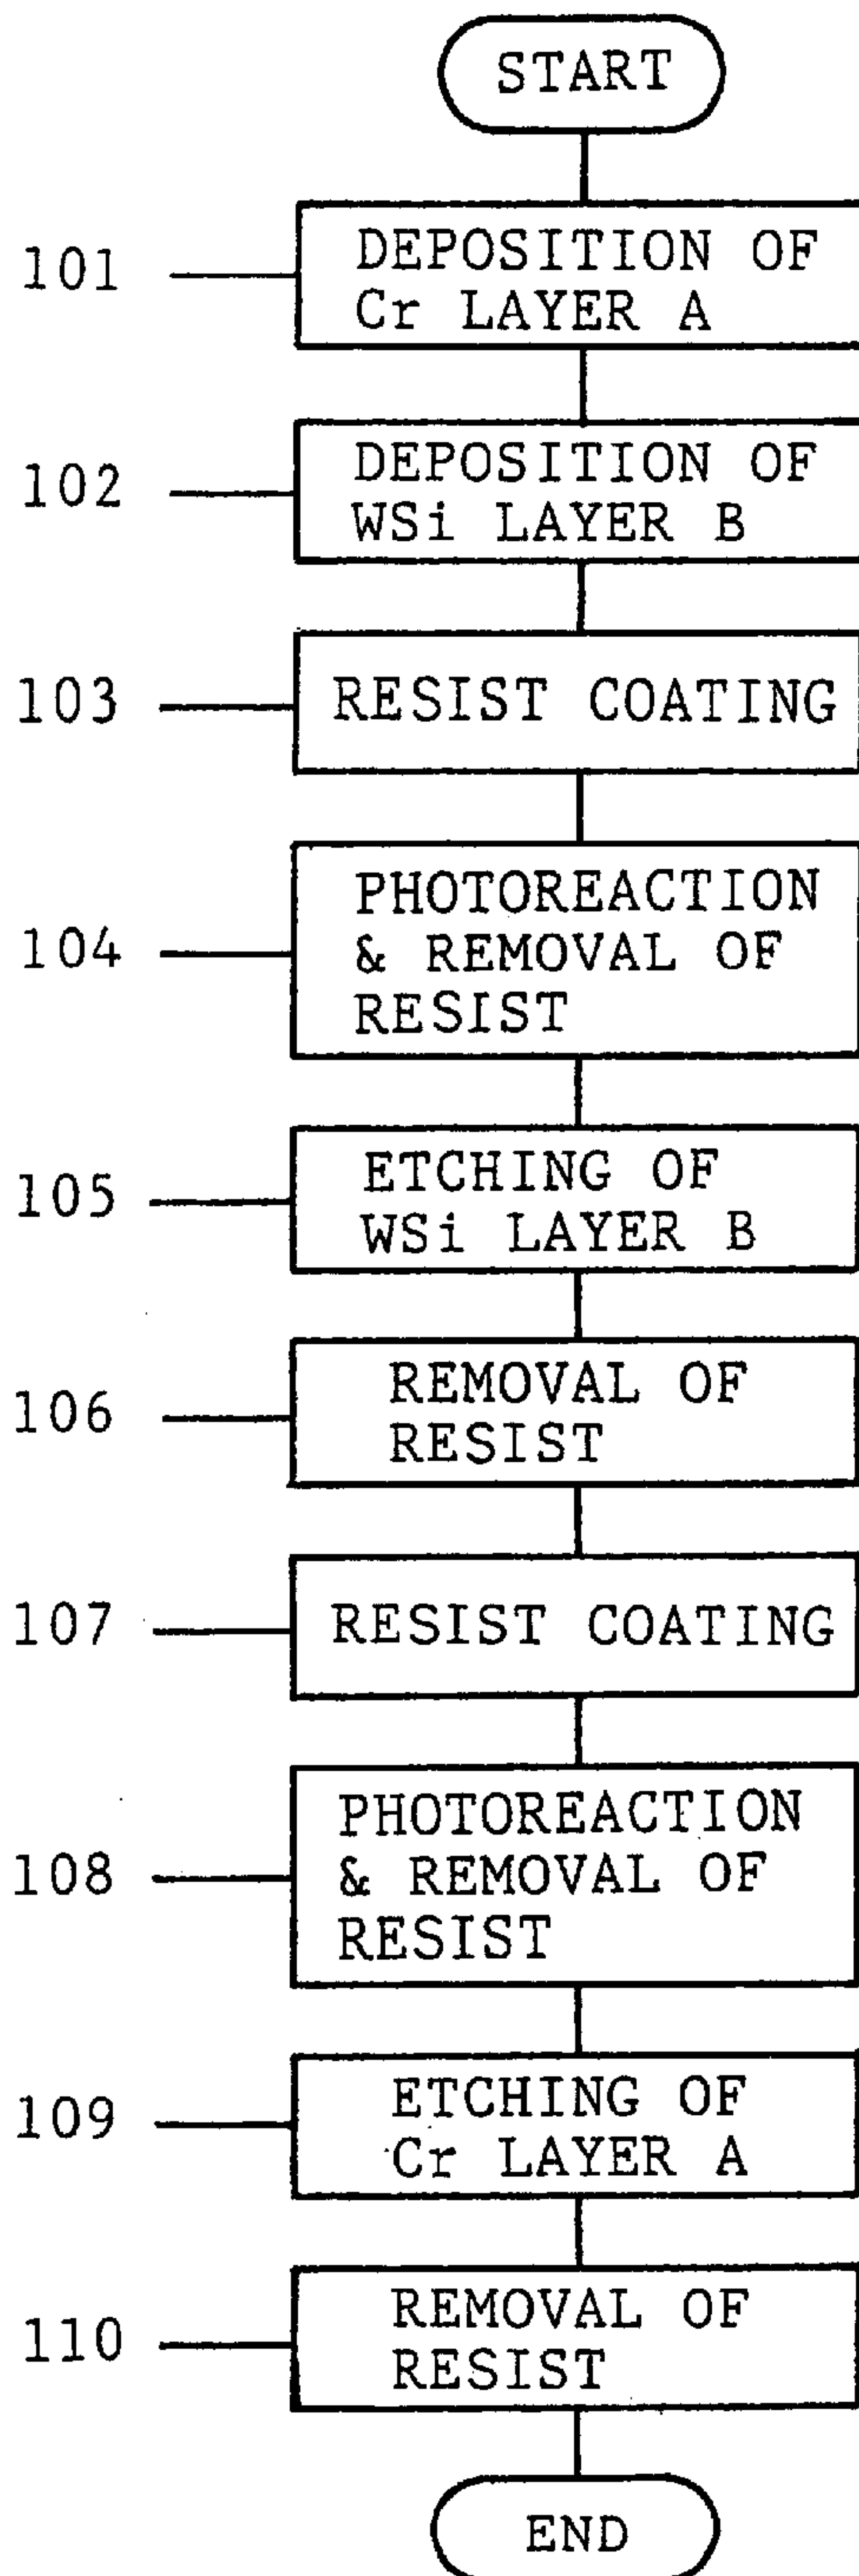 START
101
DEPOSITION OF
Cr LAYER A
102
DEPOSITION OF
WSi LAYER B
103
RESIST COATING
104
PHOTOREACTION
& REMOVAL OF
RESIST
105
ETCHING OF
WSi LAYER B
106
REMOVAL OF
RESIST
107
RESIST COATING
108
PHOTOREACTION
& REMOVAL OF
RESIST
109
ETCHING OF
Cr LAYER A
110
REMOVAL OF
RESIST
END